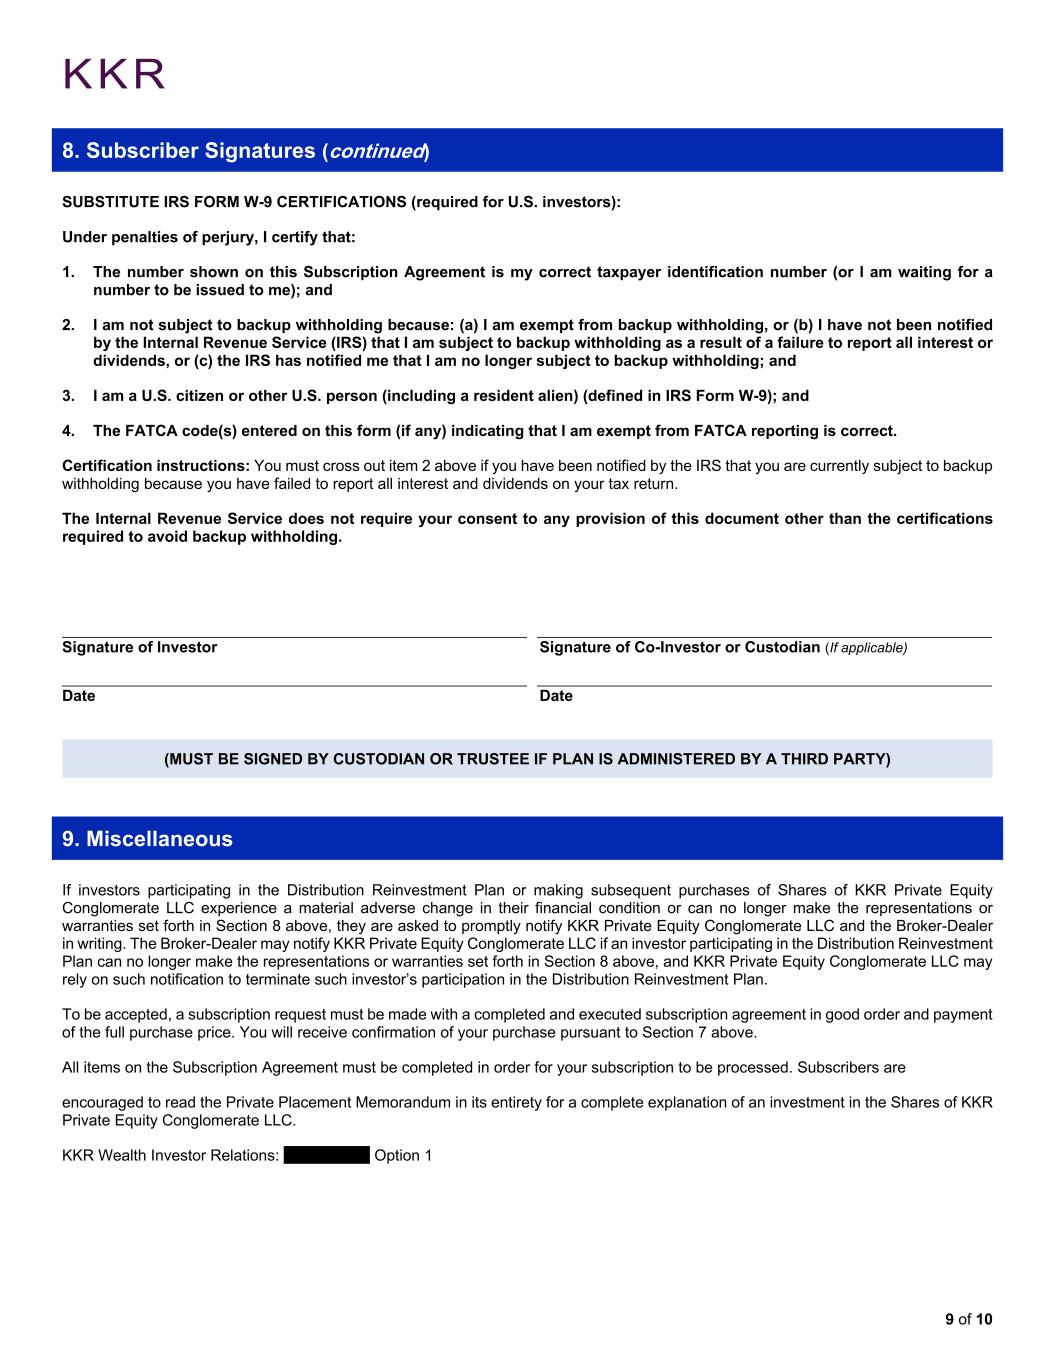 KKR
8. Subscriber Signatures (continued)
SUBSTITUTE IRS FORM W-9 CERTIFICATIONS (required for U.S. investors):
Under penalties of perjury, I certify that:
1. The number shown on this Subscription Agreement is my correct taxpayer identification number (or I am waiting for a
number to be issued to me); and
2. I am not subject to backup withholding because: (a) I am exempt from backup withholding, or (b) I have not been notified
by the Internal Revenue Service (IRS) that I am subject to backup withholding as a result of a failure to report all interest or
dividends, or (c) the IRS has notified me that I am no longer subject to backup withholding; and
3. I am a U.S. citizen or other U.S. person (including a resident alien) (defined in IRS Form W-9); and
4. The FATCA code(s) entered on this form (if any) indicating that I am exempt from FATCA reporting is correct.
Certification instructions: You must cross out item 2 above if you have been notified by the IRS that you are currently subject to backup
withholding because you have failed to report all interest and dividends on your tax return.
The Internal Revenue Service does not require your consent to any provision of this document other than the certifications
required to avoid backup withholding.
Signature of Investor
Signature of Co-Investor or Custodian (If applicable)
Date
Date
(MUST BE SIGNED BY CUSTODIAN OR TRUSTEE IF PLAN IS ADMINISTERED BY A THIRD PARTY)
9. Miscellaneous
If investors participating in the Distribution Reinvestment Plan or making subsequent purchases of Shares of KKR Private Equity
Conglomerate LLC experience a material adverse change in their financial condition or can no longer make the representations or
warranties set forth in Section 8 above, they are asked to promptly notify KKR Private Equity Conglomerate LLC and the Broker-Dealer
in writing. The Broker-Dealer may notify KKR Private Equity Conglomerate LLC if an investor participating in the Distribution Reinvestment
Plan can no longer make the representations or warranties set forth in Section 8 above, and KKR Private Equity Conglomerate LLC may
rely on such notification to terminate such investor’s participation in the Distribution Reinvestment Plan.
To be accepted, a subscription request must be made with a completed and executed subscription agreement in good order and payment
of the full purchase price. You will receive confirmation of your purchase pursuant to Section 7 above.
All items on the Subscription Agreement must be completed in order for your subscription to be processed. Subscribers are
encouraged to read the Private Placement Memorandum in its entirety for a complete explanation of an investment in the Shares of KKR
Private Equity Conglomerate LLC.
KKR Wealth Investor Relations: Option 1
9 of 10